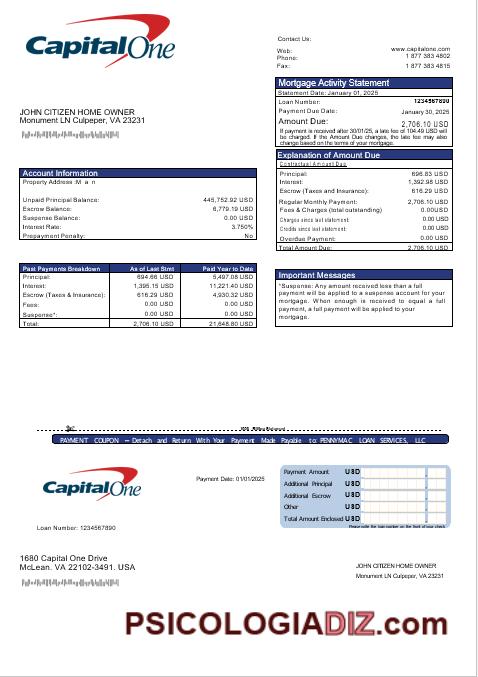 Capital One
Contact Us:
Web: www.capitalone.com
Phone: 1 877 383 4802
Fax: 1 877 383 4815
Mortgage Activity Statement
Statement Date: January 01, 2025
Loan Number: 1234567890
Payment Due Date: January 30, 2025
Amount Due: 2,706.10 USD
If payment is received after 30/01/25, a late fee of 104.49 USD will
be charged. If the Amount Due changes, the late fee may also
change based on the terms of your mortgage.
JOHN CITIZEN HOME OWNER
Monument LN Culpeper, VA 23231
Explanation of Amount Due
Contractual Amount Due
Principal: 696.83 USD
Interest: 1,392.98 USD
Escrow (Taxes and Insurance): 616.29 USD
Regular Monthly Payment: 2,706.10 USD
Fees & Charges (total outstanding) 0.00USD
Charges since last statement: 0.00 USD
Credits since last statement: 0.00 USD
Overdue Payment: 0.00 USD
Total Amount Due: 2,706.10 USD
Account Information
Property Address :M a n
Unpaid Principal Balance: 445,752.92 USD
Escrow Balance: 6,779.19 USD
Suspense Balance: 0.00 USD
Interest Rate: 3.750%
Prepayment Penalty: No
Past Payments Breakdown As of Last Stmt Paid Year to Date
Principal: 694.66 USD 5,497.08 USD
Interest: 1,395.15 USD 11,221.40 USD
Escrow (Taxes & Insurance): 616.29 USD 4,930.32 USD
Fees: 0.00 USD 0.00 USD
Suspense*: 0.00 USD 0.00 USD
Total: 2,706.10 USD 21,648.80 USD
Important Messages
*Suspense: Any amount received less than a full
payment will be applied to a suspense account for your
mortgage. When enough is received to equal a full
payment, a full payment will be applied to your
mortgage.
PAYMENT COUPON – Detach and Return With Your Payment Made Payable to: PENNYMAC LOAN SERVICES, LLC
Capital One
Payment Date: 01/01/2025
Loan Number: 1234567890
Payment Amount USD
Additional Principal USD
Additional Escrow USD
Other USD
Total Amount Enclosed USD
Please write the loan number on the front of your check
1680 Capital One Drive
McLean. VA 22102-3491. USA
JOHN CITIZEN HOME OWNER
Monument LN Culpeper, VA 23231
PSICOLOGIADIZ.com